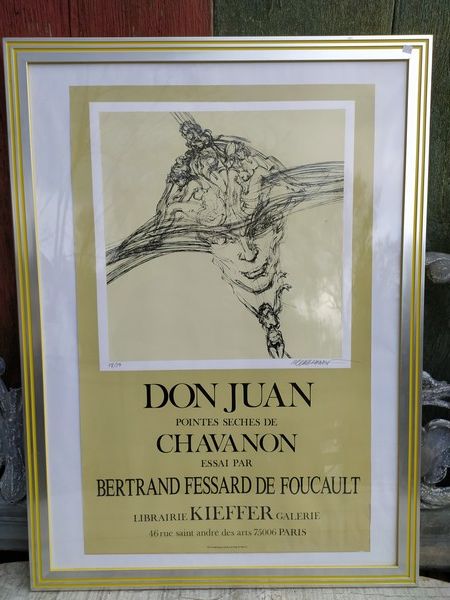 DON JUAN
POINTES SECHES DE
CHAVANON
ESSAI PAR
BERTRAND FESSARD DE FOUCAULT
LIBRAIRIE KIEFFER GALERIE
46 rue saint andré des arts 75006 PARIS